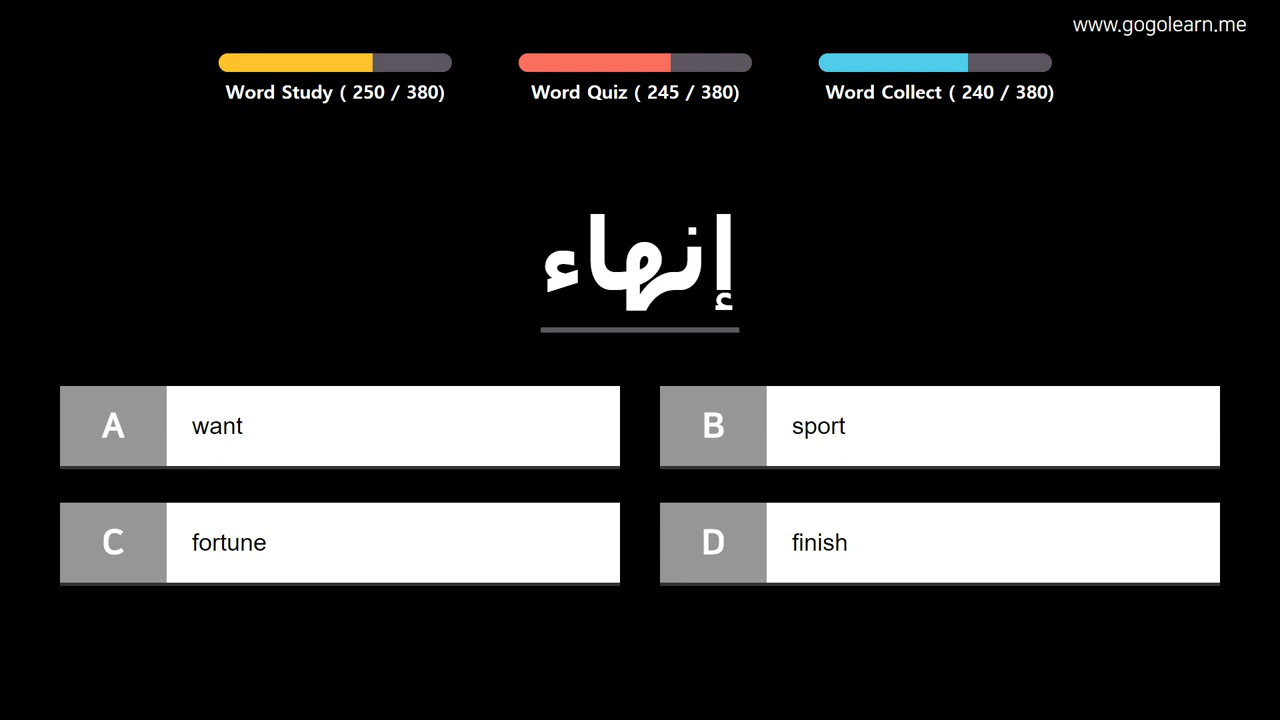 www.gogolearn.me
Word Study ( 250 / 380)
Word Quiz ( 245 / 380)
Word Collect ( 240 / 380)
إنهاء
A want
B sport
C fortune
D finish